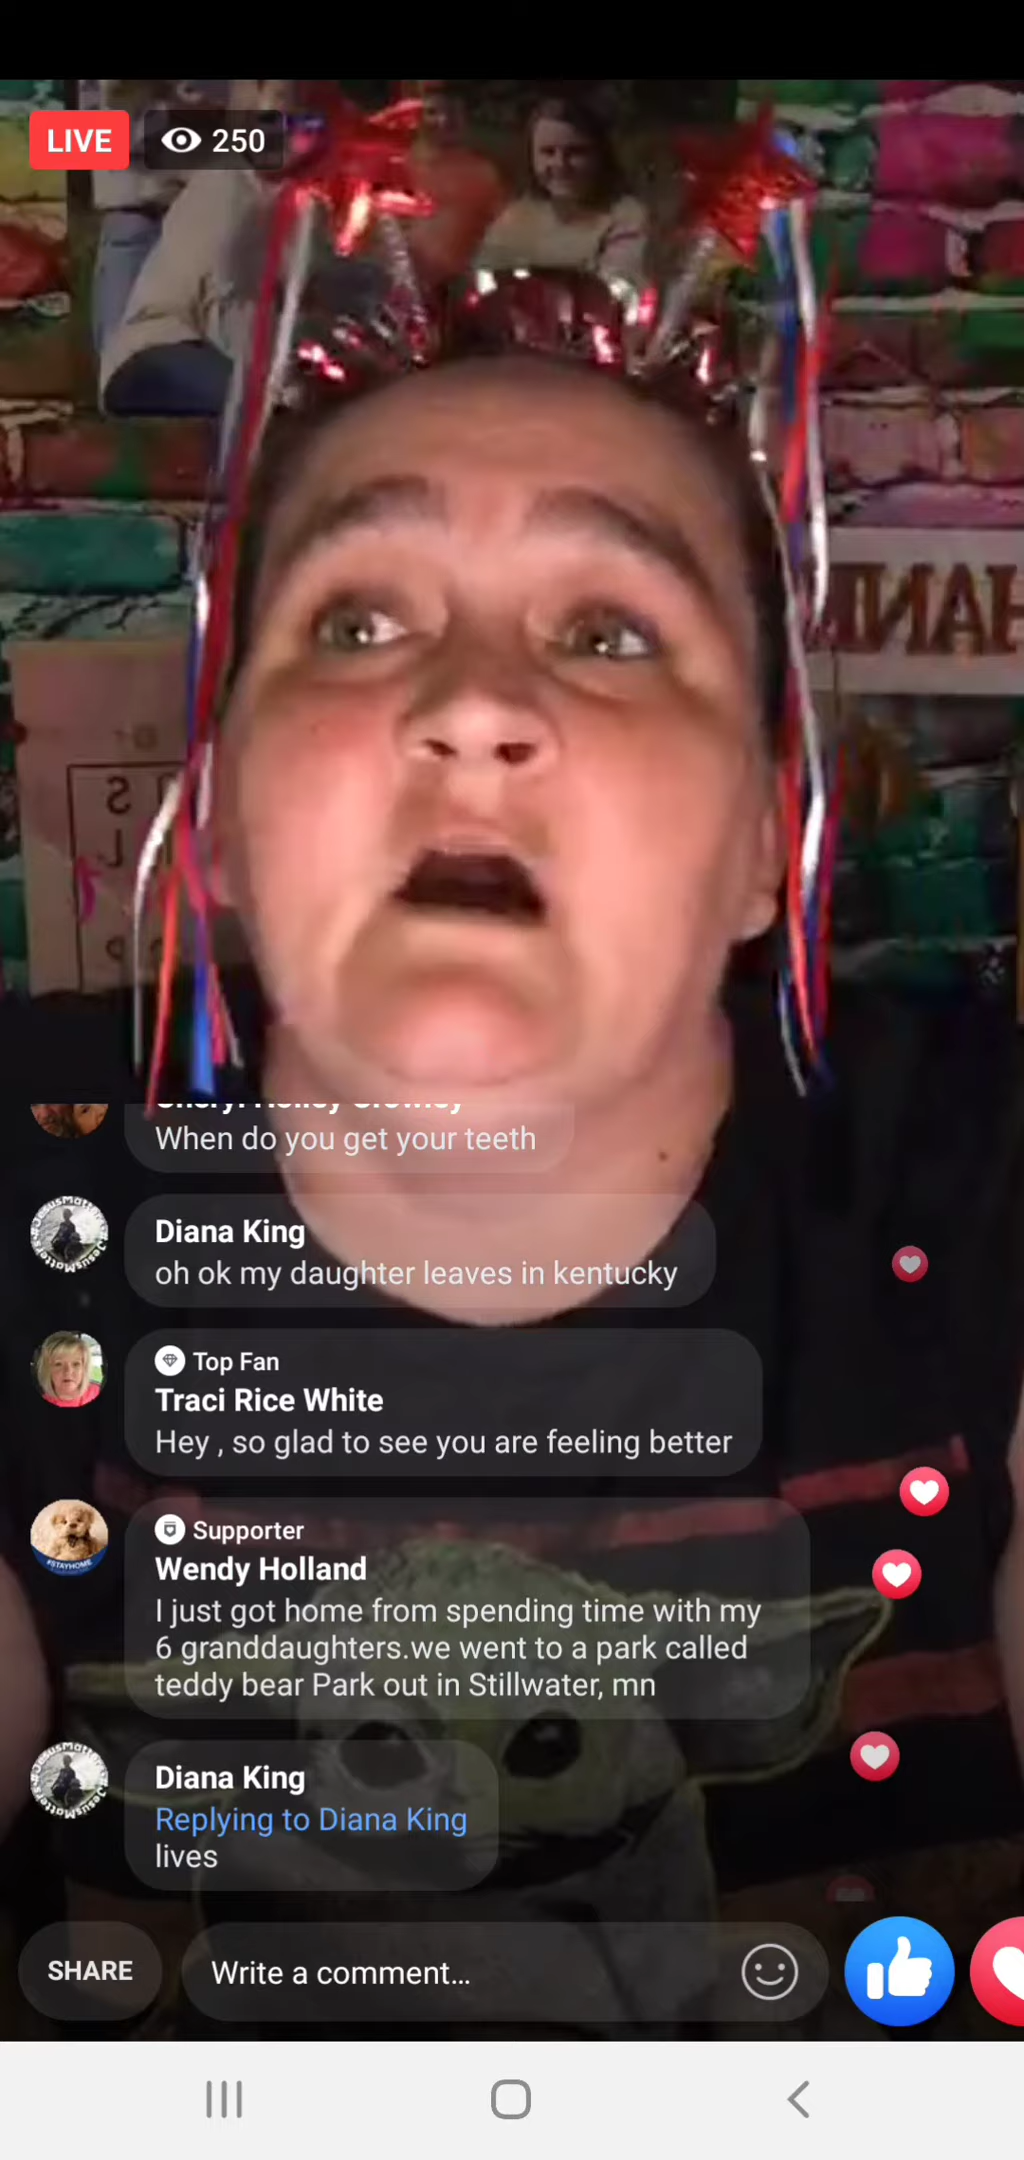 LIVE 250
HAND
When do you get your teeth
Diana King
oh ok my daughter leaves in kentucky
Top Fan
Traci Rice White
Hey , so glad to see you are feeling better
Supporter
Wendy Holland
I just got home from spending time with my
6 granddaughters.we went to a park called
teddy bear Park out in Stillwater, mn
#STAYHOME
Diana King
Replying to Diana King
lives
SHARE
Write a comment...